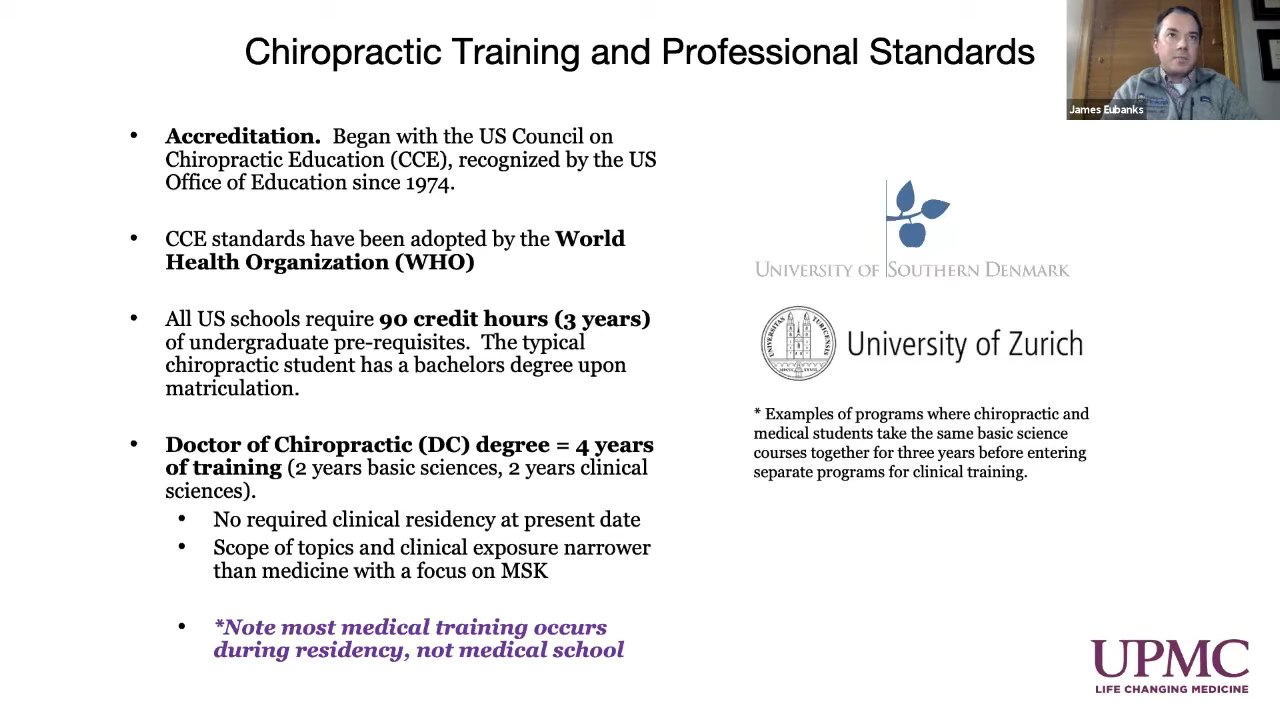 Chiropractic Training and Professional Standards
James Eubanks
• Accreditation. Began with the US Council on
Chiropractic Education (CCE), recognized by the US
Office of Education since 1974.
• CCE standards have been adopted by the World
Health Organization (WHO)
• All US schools require 90 credit hours (3 years)
of undergraduate pre-requisites. The typical
chiropractic student has a bachelors degree upon
matriculation.
• Doctor of Chiropractic (DC) degree = 4 years
of training (2 years basic sciences, 2 years clinical
sciences).
• No required clinical residency at present date
• Scope of topics and clinical exposure narrower
than medicine with a focus on MSK
• *Note most medical training occurs
during residency, not medical school
UNIVERSITY OF SOUTHERN DENMARK
UNIVERSITAS TURICENSIS
MDCCC XXXIII
University of Zurich
* Examples of programs where chiropractic and
medical students take the same basic science
courses together for three years before entering
separate programs for clinical training.
UPMC
LIFE CHANGING MEDICINE